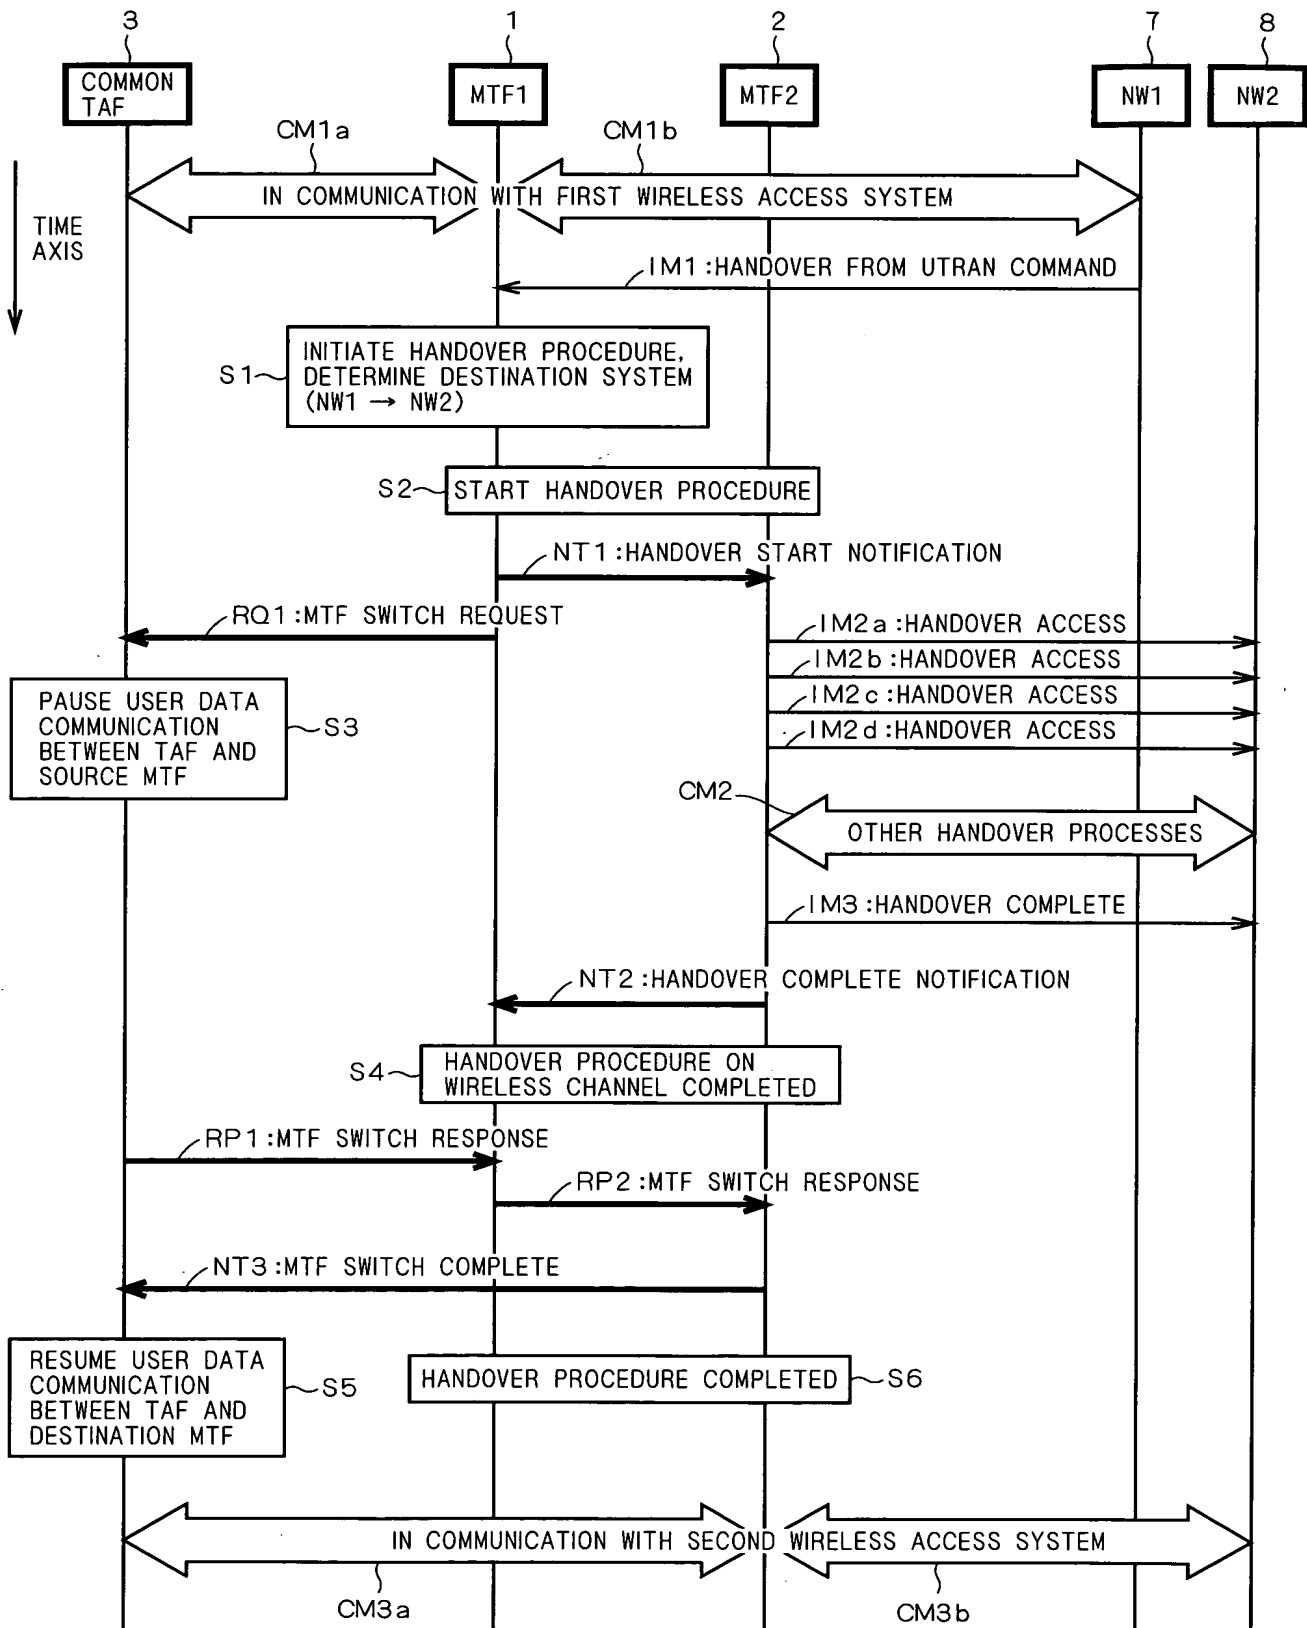 3
1
2
7
8
COMMON
TAF
MTF1
MTF2
NW1
NW2
CM1a
CM1b
IN COMMUNICATION WITH FIRST WIRELESS ACCESS SYSTEM
TIME
AXIS
IM1:HANDOVER FROM UTRAN COMMAND
S1
INITIATE HANDOVER PROCEDURE,
DETERMINE DESTINATION SYSTEM
(NW1 → NW2)
S2
START HANDOVER PROCEDURE
NT1:HANDOVER START NOTIFICATION
RQ1:MTF SWITCH REQUEST
IM2a:HANDOVER ACCESS
IM2b:HANDOVER ACCESS
IM2c:HANDOVER ACCESS
IM2d:HANDOVER ACCESS
PAUSE USER DATA
COMMUNICATION
BETWEEN TAF AND
SOURCE MTF
S3
CM2
OTHER HANDOVER PROCESSES
IM3:HANDOVER COMPLETE
NT2:HANDOVER COMPLETE NOTIFICATION
S4
HANDOVER PROCEDURE ON
WIRELESS CHANNEL COMPLETED
RP1:MTF SWITCH RESPONSE
RP2:MTF SWITCH RESPONSE
NT3:MTF SWITCH COMPLETE
RESUME USER DATA
COMMUNICATION
BETWEEN TAF AND
DESTINATION MTF
S5
HANDOVER PROCEDURE COMPLETED
S6
IN COMMUNICATION WITH SECOND WIRELESS ACCESS SYSTEM
CM3a
CM3b